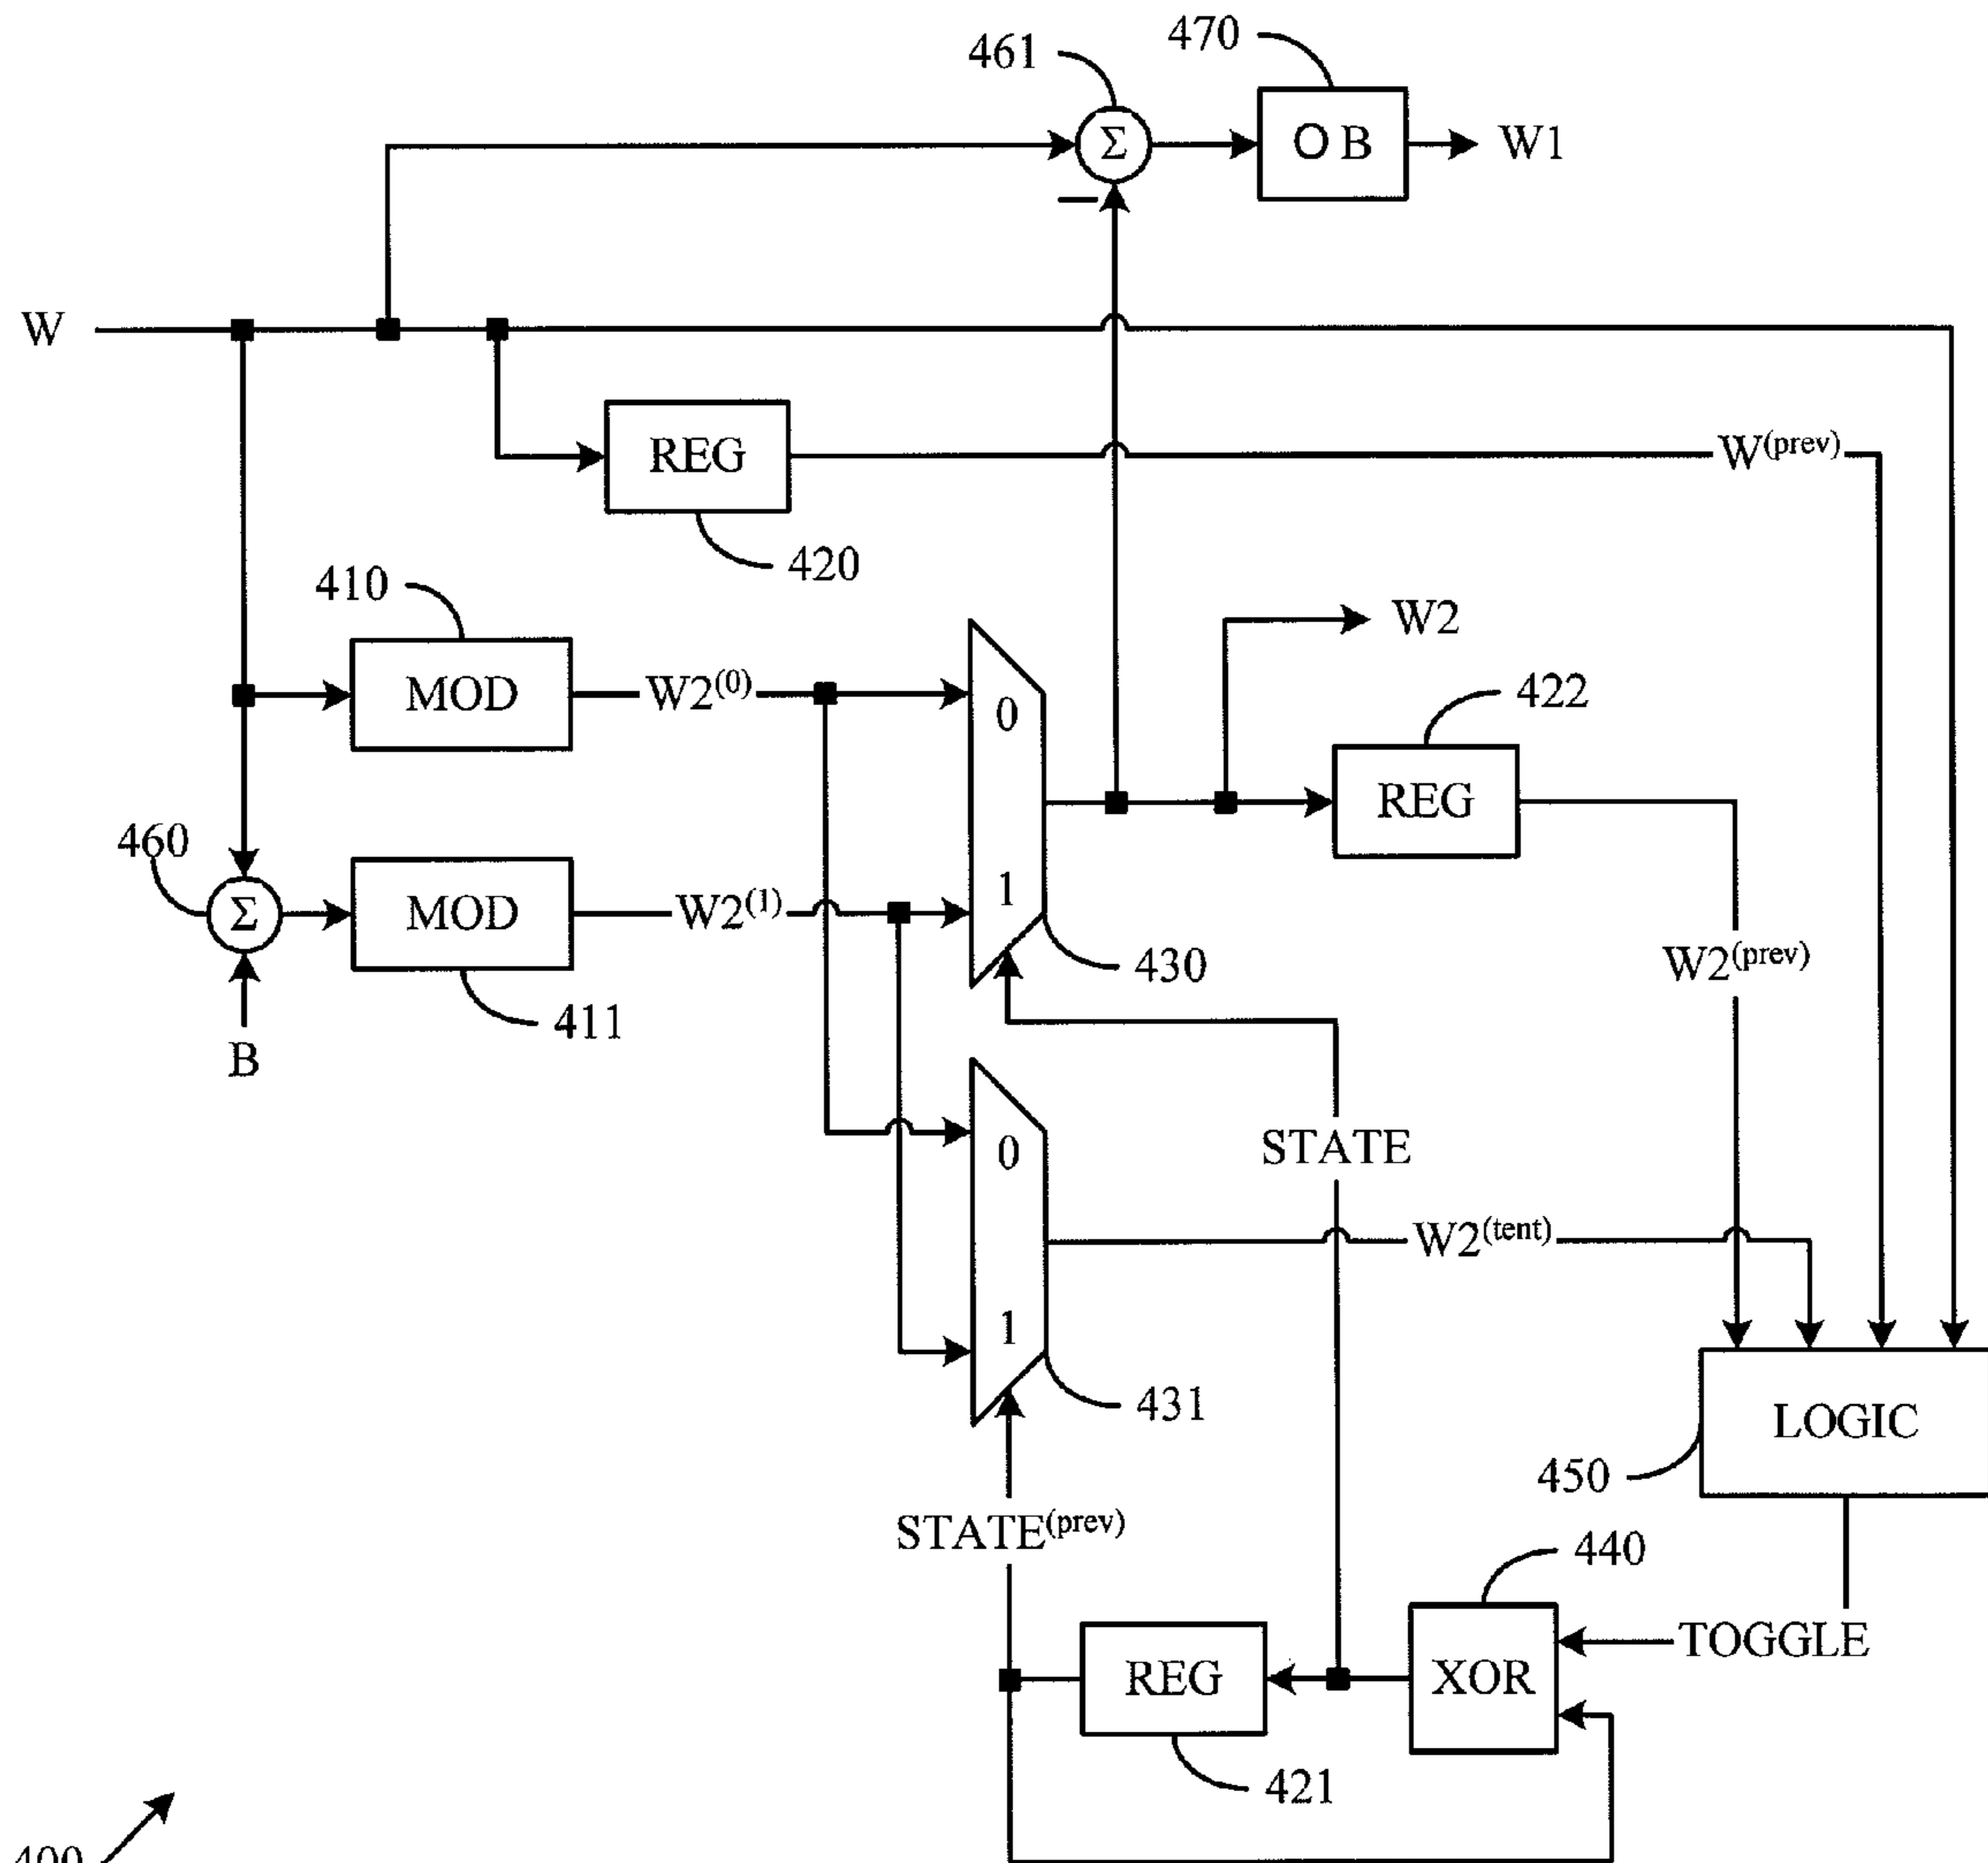 461
470
Σ
O B
W1
W
REG
W(prev)
420
410
W2
MOD
W2(0)
0
422
REG
460
Σ
MOD
W2(1)
1
430
W2(prev)
411
B
0
STATE
W2(tent)
1
431
LOGIC
450
STATE(prev)
440
TOGGLE
REG
XOR
421
400